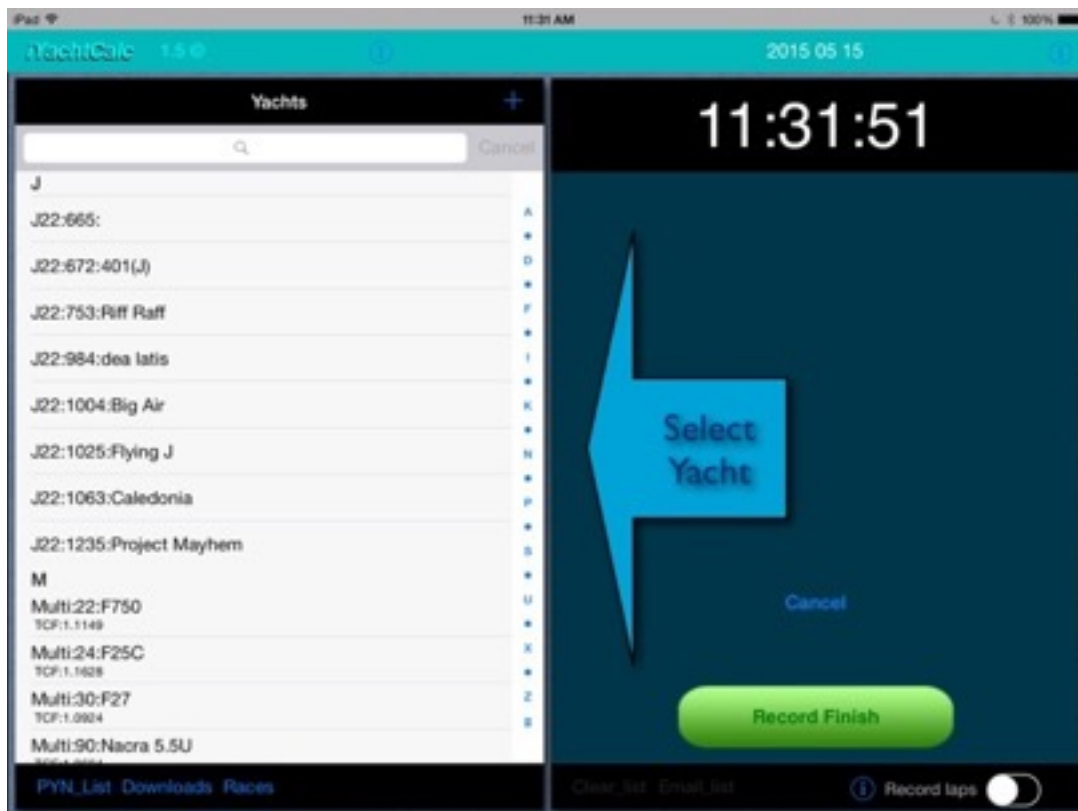 iPad
11:31 AM
100%
iYachtCalc 1.5 ©
2015 05 15
Yachts +
Cancel
J
J22:665:
J22:672:401(J)
J22:753:Riff Raff
J22:984:dea latis
J22:1004:Big Air
J22:1025:Flying J
J22:1063:Caledonia
J22:1235:Project Mayhem
M
Multi:22:F750
TCF:1.1149
Multi:24:F25C
TCF:1.1628
Multi:30:F27
TCF:1.0924
Multi:90:Nacra 5.5U
PYN_List Downloads Races
A
D
F
I
K
N
P
S
U
X
Z
11:31:51
Select
Yacht
Cancel
Record Finish
Clear_list Email_list
Record laps